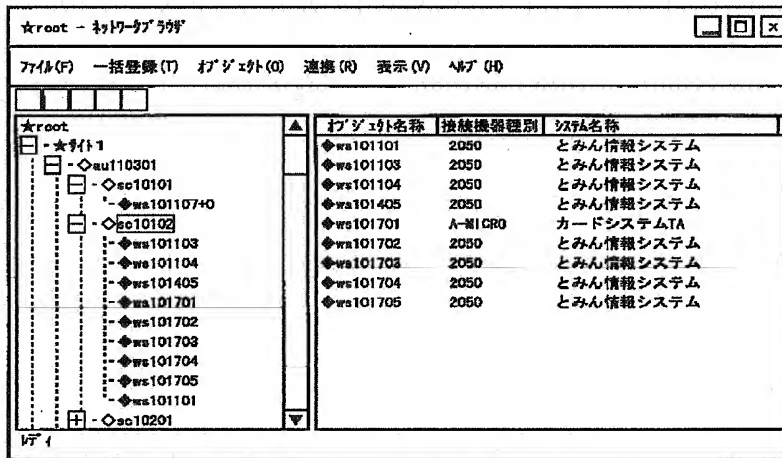 ★root - ネットワークブラウザ
ファイル(F) 一括登録(T) オブジェクト(O) 連携(R) 表示(V) ヘルプ(H)
★root
★サイト1
◇au110301
◇sc10101
◆ws101107+0
◇sc10102
◆ws101103
◆ws101104
◆ws101405
◆ws101701
◆ws101702
◆ws101703
◆ws101704
◆ws101705
◆ws101101
◇sc10201
オブジェクト名称 接続機器種別 システム名称
◆ws101101 2050 とみん情報システム
◆ws101103 2050 とみん情報システム
◆ws101104 2050 とみん情報システム
◆ws101405 2050 とみん情報システム
◆ws101701 A-MICRO カードシステムTA
◆ws101702 2050 とみん情報システム
◆ws101703 2050 とみん情報システム
◆ws101704 2050 とみん情報システム
◆ws101705 2050 とみん情報システム
レディ